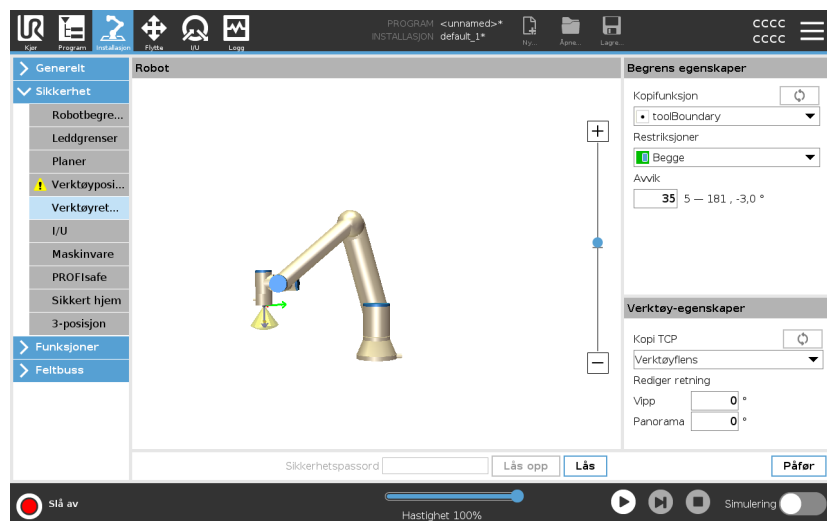 PROGRAM <unnamed>*
INSTALLASJON default_1*
CCCC
CCCC
Kjør Program Installasjon Flytte I/U Logg
Ny... Åpne... Lagre...
Generelt
Sikkerhet
Robotbegre...
Leddgrenser
Planer
Verktøyposi...
Verktøyret...
I/U
Maskinvare
PROFIsafe
Sikkert hjem
3-posisjon
Funksjoner
Feltbuss
Robot
Begrens egenskaper
Kopifunksjon
toolBoundary
Restriksjoner
Begge
Avvik
35 5 — 181 , -3,0 °
Verktøy-egenskaper
Kopi TCP
Verktøyflens
Rediger retning
Vipp 0 °
Panorama 0 °
Sikkerhetspassord Lås opp Lås Påfør
Slå av
Hastighet 100%
Simulering